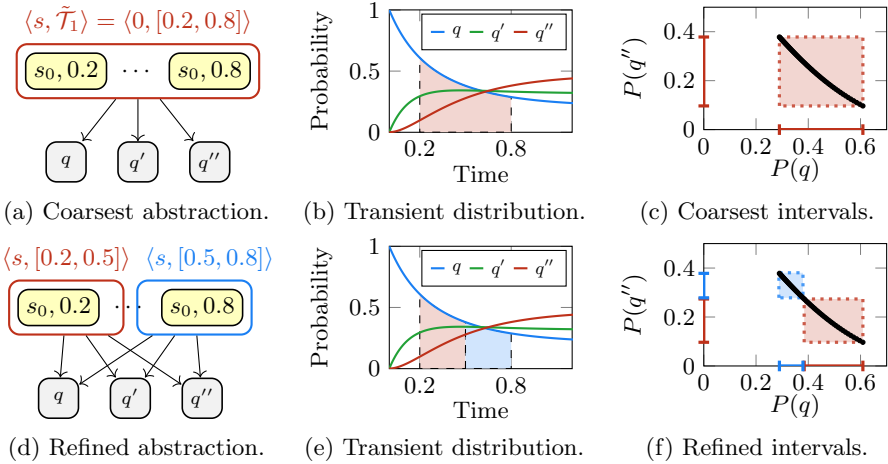 ⟨s, 𝒯̃₁⟩ = ⟨0, [0.2, 0.8]⟩
s₀, 0.2 ··· s₀, 0.8
q q′ q′′
(a) Coarsest abstraction.
Probability
1
0.5
0
q q′ q′′
0.2 0.8
Time
(b) Transient distribution.
P(q′′)
0.4
0.2
0
0 0.2 0.4 0.6
P(q)
(c) Coarsest intervals.
⟨s, [0.2, 0.5]⟩ ⟨s, [0.5, 0.8]⟩
s₀, 0.2 ··· s₀, 0.8
q q′ q′′
(d) Refined abstraction.
Probability
1
0.5
0
q q′ q′′
0.2 0.8
Time
(e) Transient distribution.
P(q′′)
0.4
0.2
0
0 0.2 0.4 0.6
P(q)
(f) Refined intervals.